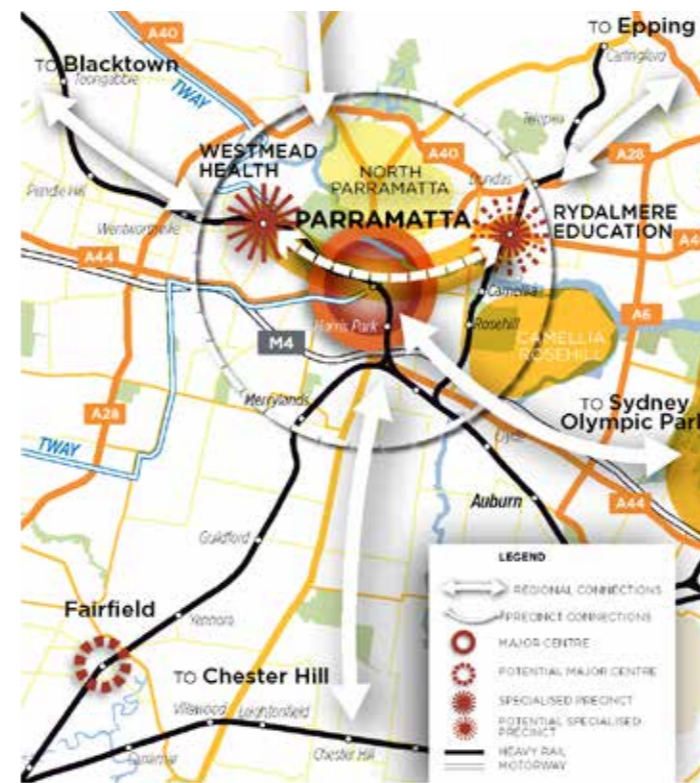 A40
TO Epping
TO Blacktown
Toongabbie
Carlingford
TWAY
Telopea
WESTMEAD
HEALTH
NORTH
PARRAMATTA
A40
A28
Dundas
Pendle Hill
PARRAMATTA
RYDALMERE
EDUCATION
Wentworthville
A44
A40
Camellia
Harris Park
Rosehill
A6
M4
CAMELLIA
ROSEHILL
Merrylands
A28
TO Sydney
Olympic Park
Clyde
TWAY
Auburn
A44
Guildford
LEGEND
REGIONAL CONNECTIONS
PRECINCT CONNECTIONS
MAJOR CENTRE
POTENTIAL MAJOR CENTRE
SPECIALISED PRECINCT
POTENTIAL SPECIALISED
PRECINCT
HEAVY RAIL
MOTORWAY
Fairfield
Yennora
TO Chester Hill
Villawood
Leightonfield
Chester Hill